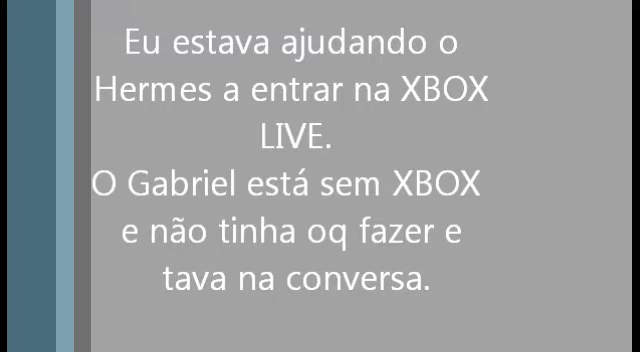 Eu estava ajudando o
Hermes a entrar na XBOX
LIVE.
O Gabriel está sem XBOX
e não tinha oq fazer e
tava na conversa.